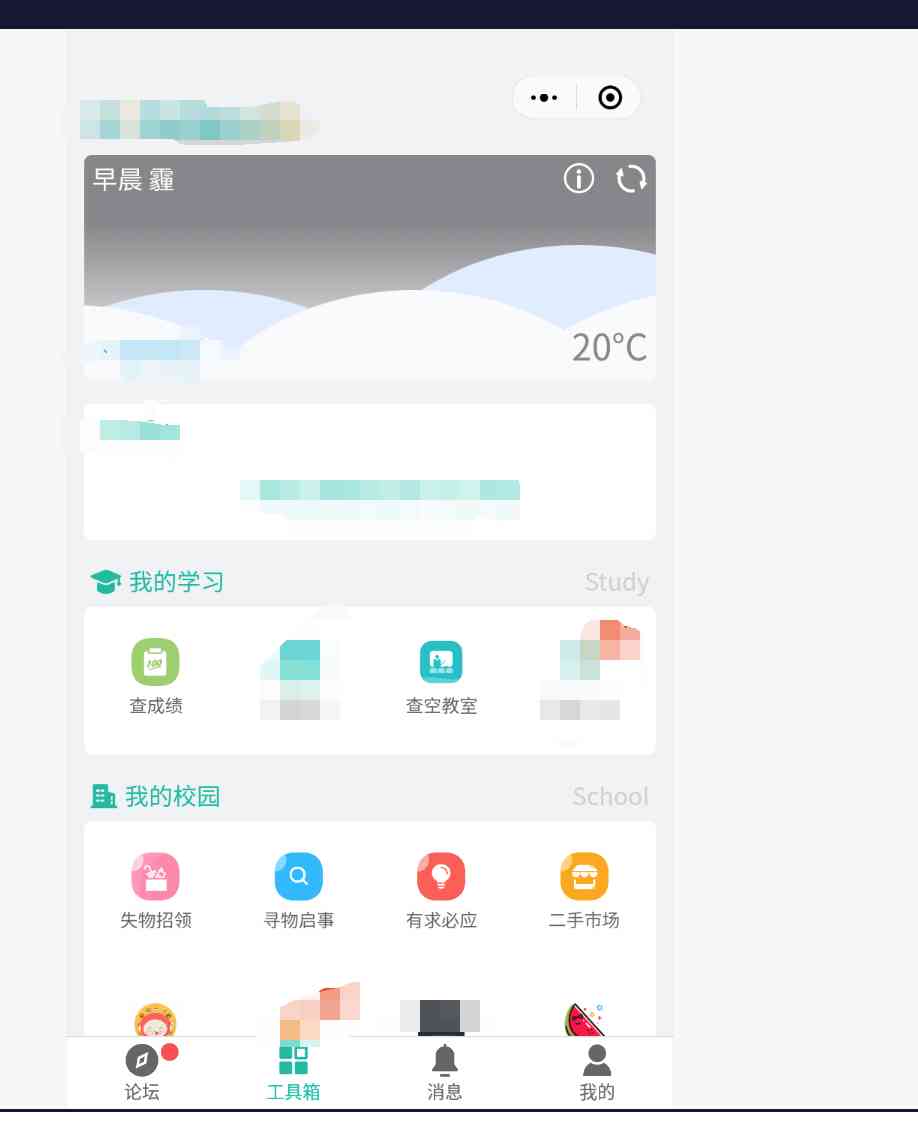 早晨 霾
20°C
我的学习 Study
查成绩 查空教室
我的校园 School
失物招领 寻物启事 有求必应 二手市场
论坛 工具箱 消息 我的